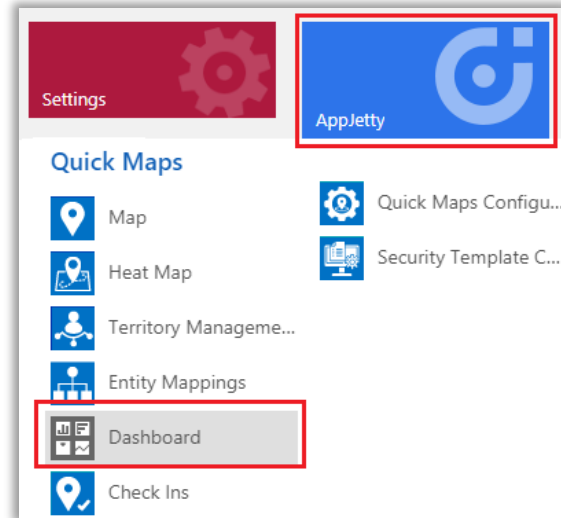 Settings
AppJetty
Quick Maps
Map
Heat Map
Territory Manageme...
Entity Mappings
Dashboard
Check Ins
Quick Maps Configu...
Security Template C...